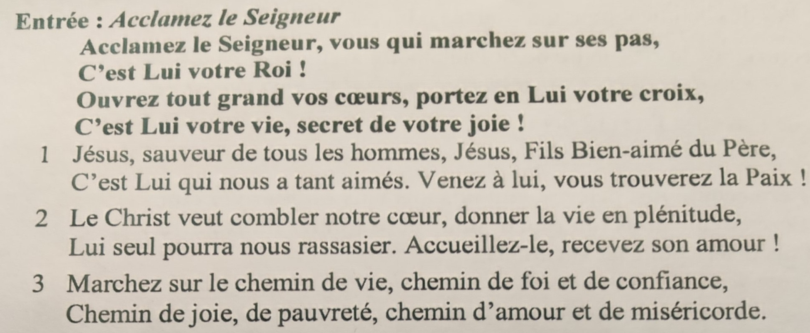 Entrée : Acclamez le Seigneur
Acclamez le Seigneur, vous qui marchez sur ses pas,
C'est Lui votre Roi !
Ouvrez tout grand vos cœurs, portez en Lui votre croix,
C'est Lui votre vie, secret de votre joie !
1 Jésus, sauveur de tous les hommes, Jésus, Fils Bien-aimé du Père,
C'est Lui qui nous a tant aimés. Venez à lui, vous trouverez la Paix !
2 Le Christ veut combler notre cœur, donner la vie en plénitude,
Lui seul pourra nous rassasier. Accueillez-le, recevez son amour !
3 Marchez sur le chemin de vie, chemin de foi et de confiance,
Chemin de joie, de pauvreté, chemin d'amour et de miséricorde.